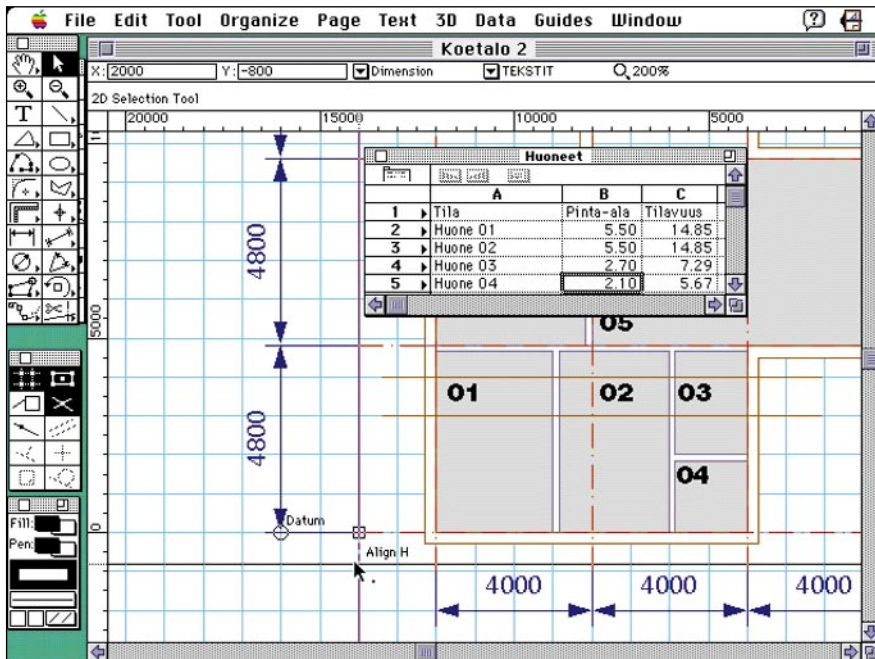 File Edit Tool Organize Page Text 3D Data Guides Window
Koetalo 2
X: 2000 Y: -800 Dimension TEKSTIT 200%
2D Selection Tool
20000 15000 10000 5000
Huoneet
A B C
1 Tila Pinta-ala Tilavuus
2 Huone 01 5.50 14.85
3 Huone 02 5.50 14.85
4 Huone 03 2.70 7.29
5 Huone 04 2.10 5.67
4800
5000
05
01 02 03
4800
04
Fill:
Datum
0
Pen:
Align H
4000 4000 4000